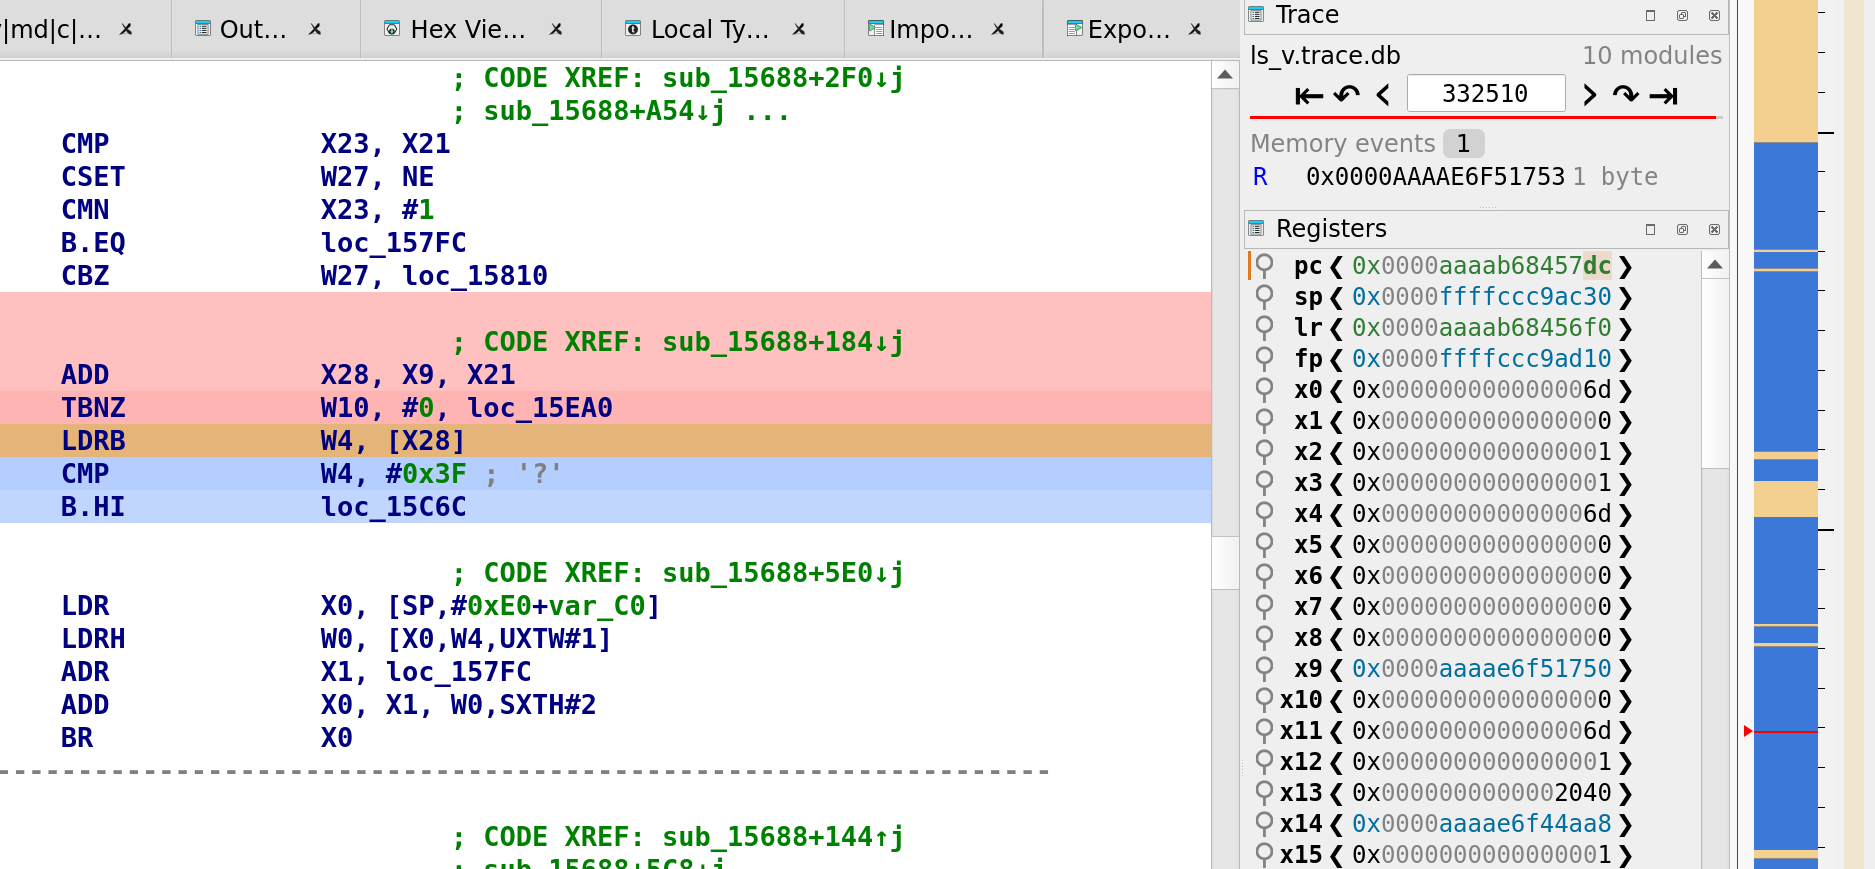 |md|c|... Out... Hex Vie... Local Ty... Impo... Expo...
; CODE XREF: sub_15688+2F0↓j
; sub_15688+A54↓j ...
CMP X23, X21
CSET W27, NE
CMN X23, #1
B.EQ loc_157FC
CBZ W27, loc_15810
; CODE XREF: sub_15688+184↓j
ADD X28, X9, X21
TBNZ W10, #0, loc_15EA0
LDRB W4, [X28]
CMP W4, #0x3F ; '?'
B.HI loc_15C6C
; CODE XREF: sub_15688+5E0↓j
LDR X0, [SP,#0xE0+var_C0]
LDRH W0, [X0,W4,UXTW#1]
ADR X1, loc_157FC
ADD X0, X1, W0,SXTH#2
BR X0
; CODE XREF: sub_15688+144↑j
; sub_15688+5C8↓j
Trace
ls_v.trace.db 10 modules
332510
Memory events 1
R 0x0000AAAAE6F51753 1 byte
Registers
pc 0x0000aaaab68457dc
sp 0x0000ffffccc9ac30
lr 0x0000aaaab68456f0
fp 0x0000ffffccc9ad10
x0 0x000000000000006d
x1 0x0000000000000000
x2 0x0000000000000001
x3 0x0000000000000001
x4 0x000000000000006d
x5 0x0000000000000000
x6 0x0000000000000000
x7 0x0000000000000000
x8 0x0000000000000000
x9 0x0000aaaae6f51750
x10 0x0000000000000000
x11 0x000000000000006d
x12 0x0000000000000001
x13 0x0000000000002040
x14 0x0000aaaae6f44aa8
x15 0x0000000000000001